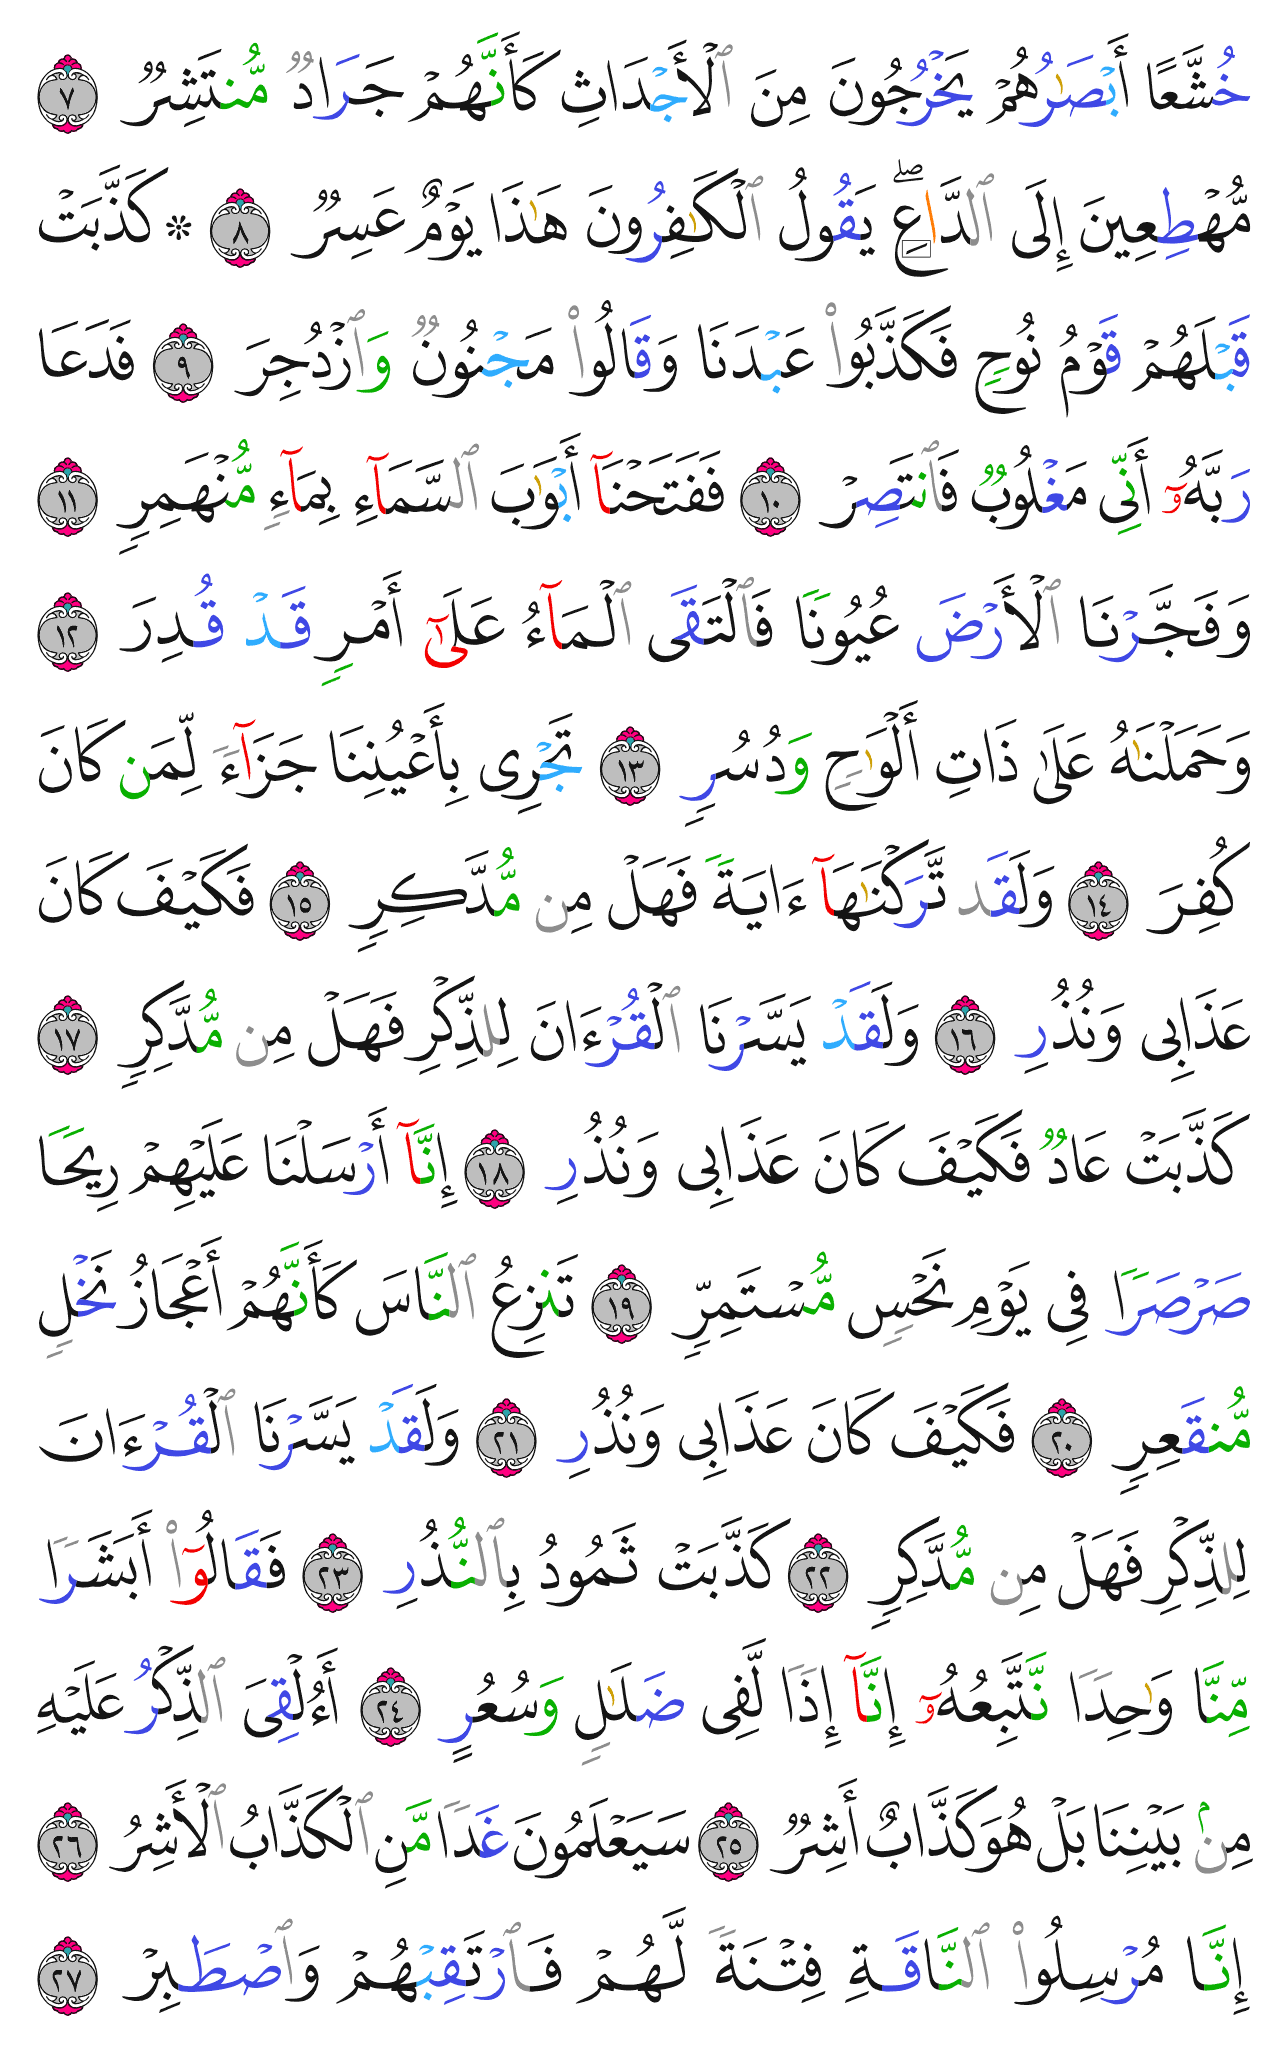 خُشَّعًا أَبْصَٰرُهُمْ يَخْرُجُونَ مِنَ ٱلْأَجْدَاثِ كَأَنَّهُمْ جَرَادٌ مُّنتَشِرٌ ٧
مُّهْطِعِينَ إِلَى ٱلدَّاعِ ۖ يَقُولُ ٱلْكَٰفِرُونَ هَٰذَا يَوْمٌ عَسِرٌ ٨ ۞ كَذَّبَتْ
قَبْلَهُمْ قَوْمُ نُوحٍ فَكَذَّبُوا۟ عَبْدَنَا وَقَالُوا۟ مَجْنُونٌ وَٱزْدُجِرَ ٩ فَدَعَا
رَبَّهُۥٓ أَنِّى مَغْلُوبٌ فَٱنتَصِرْ ١٠ فَفَتَحْنَآ أَبْوَٰبَ ٱلسَّمَآءِ بِمَآءٍ مُّنْهَمِرٍ ١١
وَفَجَّرْنَا ٱلْأَرْضَ عُيُونًا فَٱلْتَقَى ٱلْمَآءُ عَلَىٰٓ أَمْرٍ قَدْ قُدِرَ ١٢
وَحَمَلْنَٰهُ عَلَىٰ ذَاتِ أَلْوَٰحٍ وَدُسُرٍ ١٣ تَجْرِى بِأَعْيُنِنَا جَزَآءً لِّمَن كَانَ
كُفِرَ ١٤ وَلَقَد تَّرَكْنَٰهَآ ءَايَةً فَهَلْ مِن مُّدَّكِرٍ ١٥ فَكَيْفَ كَانَ
عَذَابِى وَنُذُرِ ١٦ وَلَقَدْ يَسَّرْنَا ٱلْقُرْءَانَ لِلذِّكْرِ فَهَلْ مِن مُّدَّكِرٍ ١٧
كَذَّبَتْ عَادٌ فَكَيْفَ كَانَ عَذَابِى وَنُذُرِ ١٨ إِنَّآ أَرْسَلْنَا عَلَيْهِمْ رِيحًا
صَرْصَرًا فِى يَوْمِ نَحْسٍ مُّسْتَمِرٍّ ١٩ تَنزِعُ ٱلنَّاسَ كَأَنَّهُمْ أَعْجَازُ نَخْلٍ
مُّنقَعِرٍ ٢٠ فَكَيْفَ كَانَ عَذَابِى وَنُذُرِ ٢١ وَلَقَدْ يَسَّرْنَا ٱلْقُرْءَانَ
لِلذِّكْرِ فَهَلْ مِن مُّدَّكِرٍ ٢٢ كَذَّبَتْ ثَمُودُ بِٱلنُّذُرِ ٢٣ فَقَالُوٓا۟ أَبَشَرًا
مِّنَّا وَٰحِدًا نَّتَّبِعُهُۥٓ إِنَّآ إِذًا لَّفِى ضَلَٰلٍ وَسُعُرٍ ٢٤ أَءُلْقِىَ ٱلذِّكْرُ عَلَيْهِ
مِنۢ بَيْنِنَا بَلْ هُوَ كَذَّابٌ أَشِرٌ ٢٥ سَيَعْلَمُونَ غَدًا مَّنِ ٱلْكَذَّابُ ٱلْأَشِرُ ٢٦
إِنَّا مُرْسِلُوا۟ ٱلنَّاقَةِ فِتْنَةً لَّهُمْ فَٱرْتَقِبْهُمْ وَٱصْطَبِرْ ٢٧